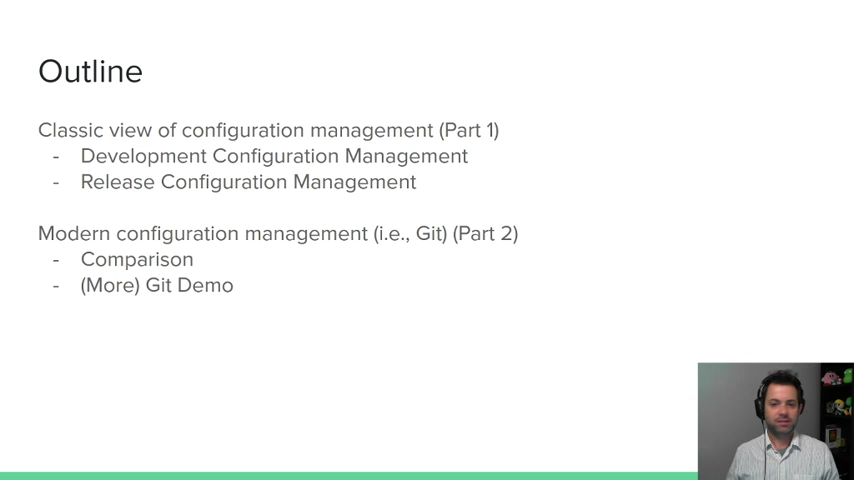 Outline
Classic view of configuration management (Part 1)
- Development Configuration Management
- Release Configuration Management
Modern configuration management (i.e., Git) (Part 2)
- Comparison
- (More) Git Demo